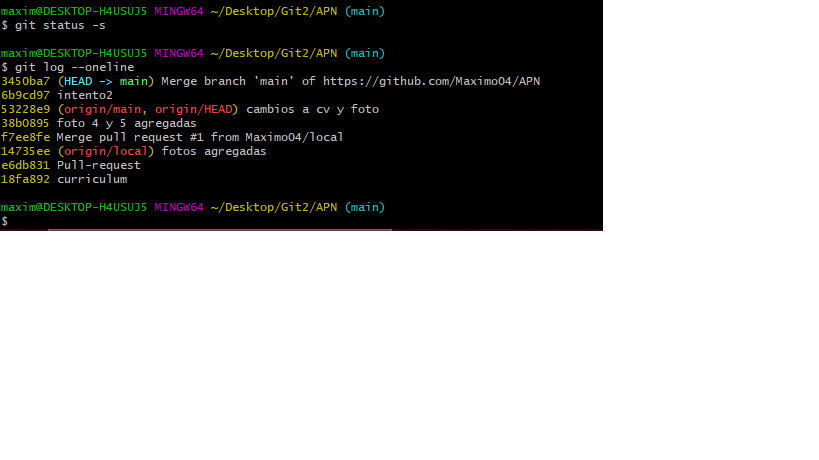 maxim@DESKTOP-H4USUJ5 MINGW64 ~/Desktop/Git2/APN (main)
$ git status -s
maxim@DESKTOP-H4USUJ5 MINGW64 ~/Desktop/Git2/APN (main)
$ git log --oneline
3450ba7 (HEAD -> main) Merge branch 'main' of https://github.com/Maximo04/APN
6b9cd97 intento2
53228e9 (origin/main, origin/HEAD) cambios a cv y foto
38b0895 foto 4 y 5 agregadas
f7ee8fe Merge pull request #1 from Maximo04/local
14735ee (origin/local) fotos agregadas
e6db831 Pull-request
18fa892 curriculum
maxim@DESKTOP-H4USUJ5 MINGW64 ~/Desktop/Git2/APN (main)
$